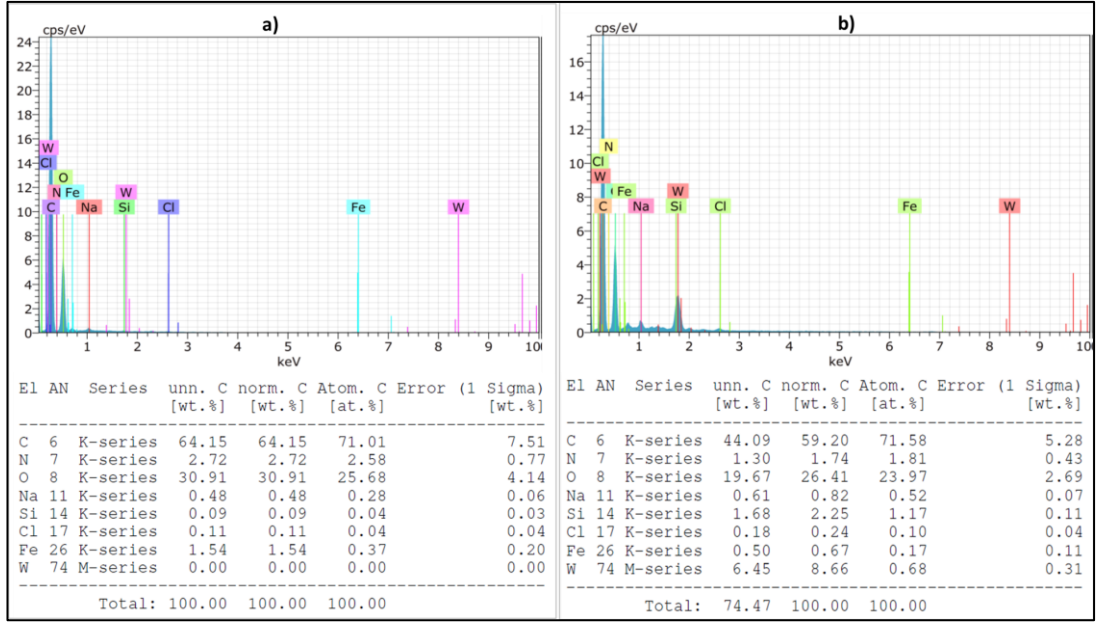 a)
cps/eV
24
22
20
18
16
14
12
10
8
6
4
2
0
W
Cl
O
N Fe W
C Na Si Cl Fe W
1 2 3 4 5 6 7 8 9 10
keV
El AN Series unn. C norm. C Atom. C Error (1 Sigma)
[wt.%] [wt.%] [at.%] [wt.%]
C 6 K-series 64.15 64.15 71.01 7.51
N 7 K-series 2.72 2.72 2.58 0.77
O 8 K-series 30.91 30.91 25.68 4.14
Na 11 K-series 0.48 0.48 0.28 0.06
Si 14 K-series 0.09 0.09 0.04 0.03
Cl 17 K-series 0.11 0.11 0.04 0.04
Fe 26 K-series 1.54 1.54 0.37 0.20
W 74 M-series 0.00 0.00 0.00 0.00
Total: 100.00 100.00 100.00
b)
cps/eV
16
14
12
10
8
6
4
2
0
N
Cl
W
Fe W
C Na Si Cl Fe W
1 2 3 4 5 6 7 8 9 10
keV
El AN Series unn. C norm. C Atom. C Error (1 Sigma)
[wt.%] [wt.%] [at.%] [wt.%]
C 6 K-series 44.09 59.20 71.58 5.28
N 7 K-series 1.30 1.74 1.81 0.43
O 8 K-series 19.67 26.41 23.97 2.69
Na 11 K-series 0.61 0.82 0.52 0.07
Si 14 K-series 1.68 2.25 1.17 0.11
Cl 17 K-series 0.18 0.24 0.10 0.04
Fe 26 K-series 0.50 0.67 0.17 0.11
W 74 M-series 6.45 8.66 0.68 0.31
Total: 74.47 100.00 100.00